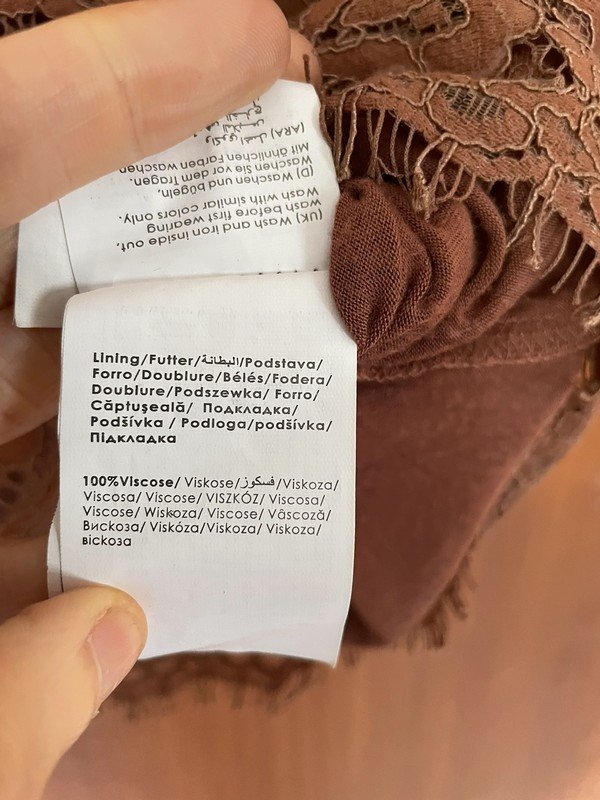 (UK) Wash and iron inside out,
wash before first wearing
Wash with similar colors only.
(D) Waschen und bügeln,
Waschen Sie vor dem Tragen.
Mit ähnlichen Farben waschen
(ARA)
Lining/Futter/البطانة/Podstava/
Forro/Doublure/Bélés/Fodera/
Doublure/Podszewka/ Forro/
Căptuşeală/ Подкладка/
Podšívka / Podloga/podšívka/
Підкладка
100%Viscose/ Viskose/فسكوز/Viskoza/
Viscosa/ Viscose/ VISZKÓZ/ Viscosa/
Viscose/ Wiskoza/ Viscose/ Vâscoză/
Вискоза/ Viskóza/Viskoza/ Viskoza/
віскоза